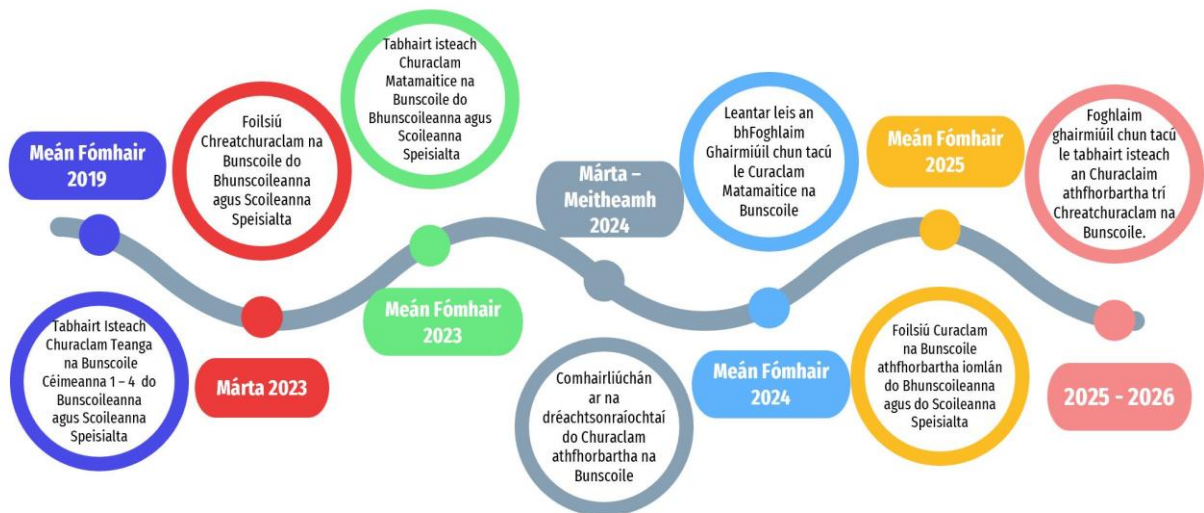 Meán Fómhair
2019
Tabhairt Isteach
Churaclam Teanga
na Bunscoile
Céimeanna 1 – 4 do
Bunscoileanna
agus Scoileanna
Speisialta
Foilsiú
Chreatchuraclam na
Bunscoile do
Bhunscoileanna
agus Scoileanna
Speisialta
Márta 2023
Tabhairt isteach
Churaclam
Matamaitice na
Bunscoile do
Bhunscoileanna agus
Scoileanna
Speisialta
Meán Fómhair
2023
Márta –
Meitheamh
2024
Comhairliúchán
ar na
dréachtsonraíochtaí
do Churaclam
athfhorbartha na
Bunscoile
Leantar leis an
bhFoghlaim
Ghairmiúil chun tacú
le Curaclam
Matamaitice na
Bunscoile
Meán Fómhair
2024
Meán Fómhair
2025
Foilsiú Curaclam
na Bunscoile
athfhorbartha iomlán
do Bhunscoileanna
agus do Scoileanna
Speisialta
Foghlaim
ghairmiúil chun tacú
le tabhairt isteach
an Churaclaim
athfhorbartha trí
Chreatchuraclam na
Bunscoile.
2025 - 2026